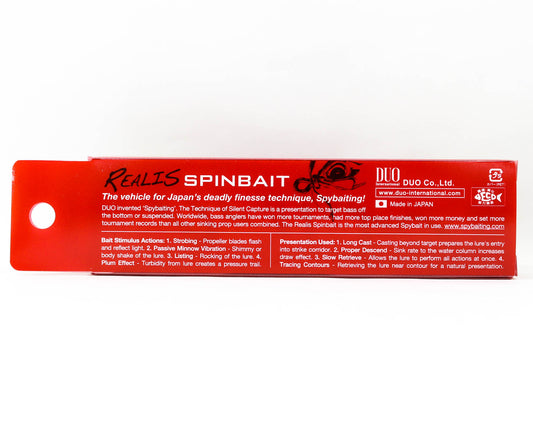 REALIS SPINBAIT
The vehicle for Japan's deadly finesse technique, Spybaiting!
DUO invented 'Spybaiting'. The Technique of Silent Capture is a presentation to target bass off
the bottom or suspended. Worldwide, bass anglers have won more tournaments, had more top place finishes, won more money and set more
tournament records than all other sinking prop users combined. The Realis Spinbait is the most advanced Spybait in use. www.spybaiting.com
DUO
International
DUO Co.,Ltd.
www.duo-international.com
Made in JAPAN
Bait Stimulus Actions: 1. Strobing - Propeller blades flash
and reflect light. 2. Passive Minnow Vibration - Shimmy or
body shake of the lure. 3. Listing - Rocking of the lure. 4.
Plum Effect - Turbidity from lure creates a pressure trail.
Presentation Used: 1. Long Cast - Casting beyond target prepares the lure's entry
into strike corridor. 2. Proper Descend - Sink rate to the water column increases
draw effect. 3. Slow Retrieve - Allows the lure to perform all actions at once. 4.
Tracing Contours - Retrieving the lure near contour for a natural presentation.